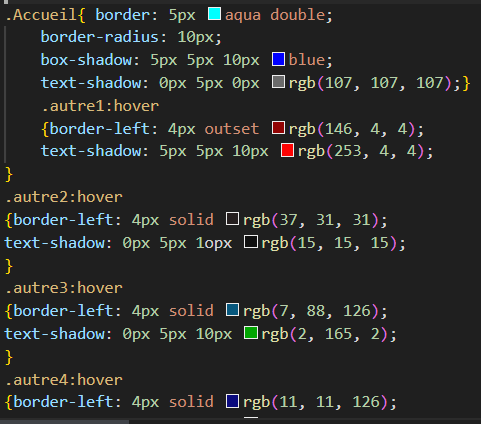 .Accueil{ border: 5px aqua double;
border-radius: 10px;
box-shadow: 5px 5px 10px blue;
text-shadow: 0px 5px 0px rgb(107, 107, 107);}
.autre1:hover
{border-left: 4px outset rgb(146, 4, 4);
text-shadow: 5px 5px 10px rgb(253, 4, 4);
}
.autre2:hover
{border-left: 4px solid rgb(37, 31, 31);
text-shadow: 0px 5px 1opx rgb(15, 15, 15);
}
.autre3:hover
{border-left: 4px solid rgb(7, 88, 126);
text-shadow: 0px 5px 10px rgb(2, 165, 2);
}
.autre4:hover
{border-left: 4px solid rgb(11, 11, 126);